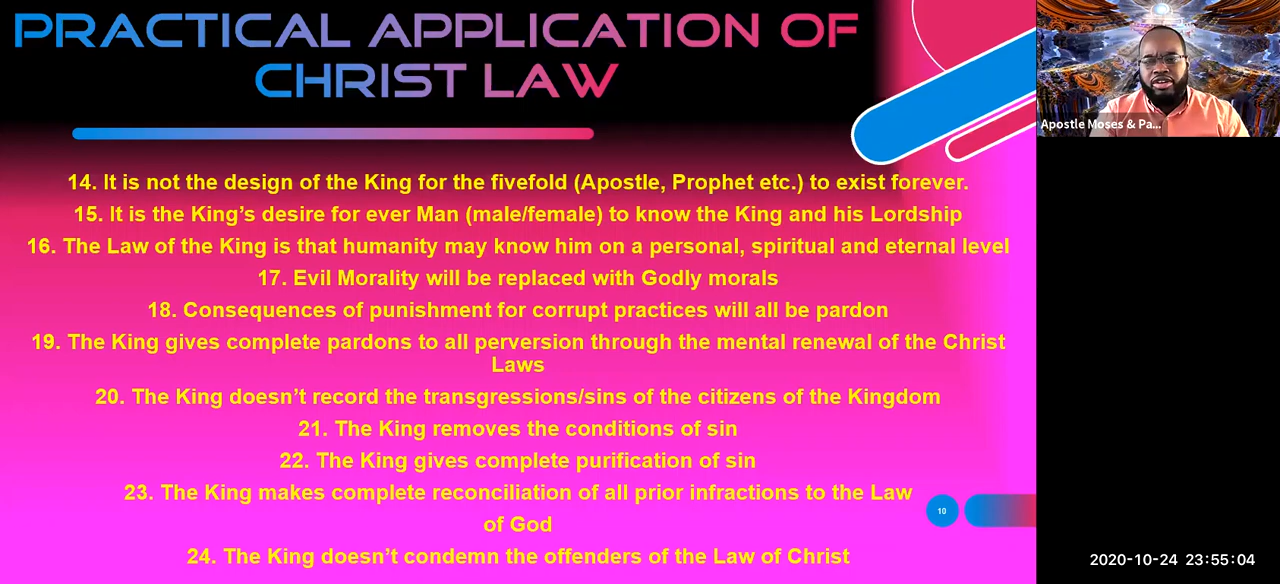 PRACTICAL APPLICATION OF
CHRIST LAW
Apostle Moses & Pa...
14. It is not the design of the King for the fivefold (Apostle, Prophet etc.) to exist forever.
15. It is the King's desire for ever Man (male/female) to know the King and his Lordship
16. The Law of the King is that humanity may know him on a personal, spiritual and eternal level
17. Evil Morality will be replaced with Godly morals
18. Consequences of punishment for corrupt practices will all be pardon
19. The King gives complete pardons to all perversion through the mental renewal of the Christ
Laws
20. The King doesn't record the transgressions/sins of the citizens of the Kingdom
21. The King removes the conditions of sin
22. The King gives complete purification of sin
23. The King makes complete reconciliation of all prior infractions to the Law
of God
10
24. The King doesn't condemn the offenders of the Law of Christ
2020-10-24 23:55:04